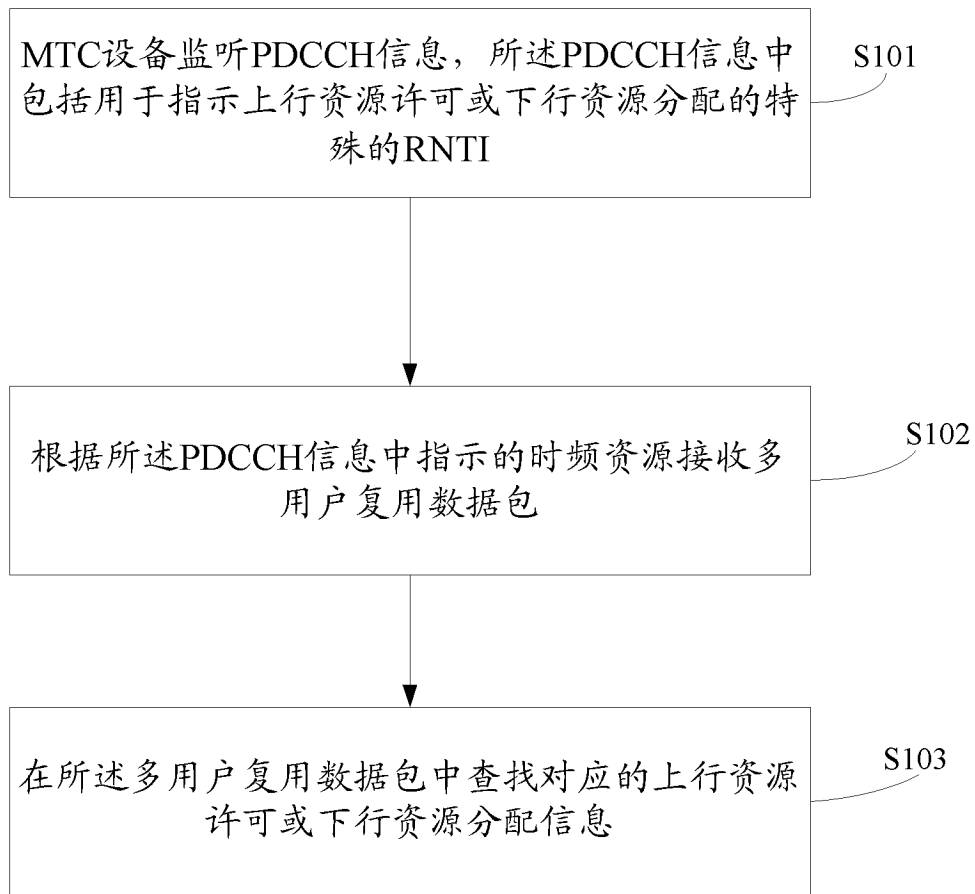 MTC设备监听PDCCH信息，所述PDCCH信息中
包括用于指示上行资源许可或下行资源分配的特
殊的RNTI
S101
根据所述PDCCH信息中指示的时频资源接收多
用户复用数据包
S102
在所述多用户复用数据包中查找对应的上行资源
许可或下行资源分配信息
S103